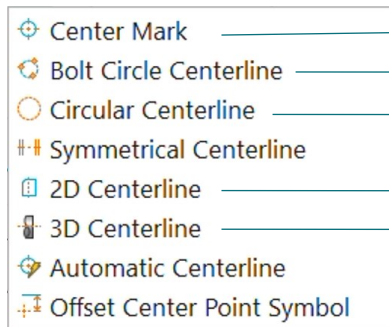 Center Mark
Bolt Circle Centerline
Circular Centerline
Symmetrical Centerline
2D Centerline
3D Centerline
Automatic Centerline
Offset Center Point Symbol